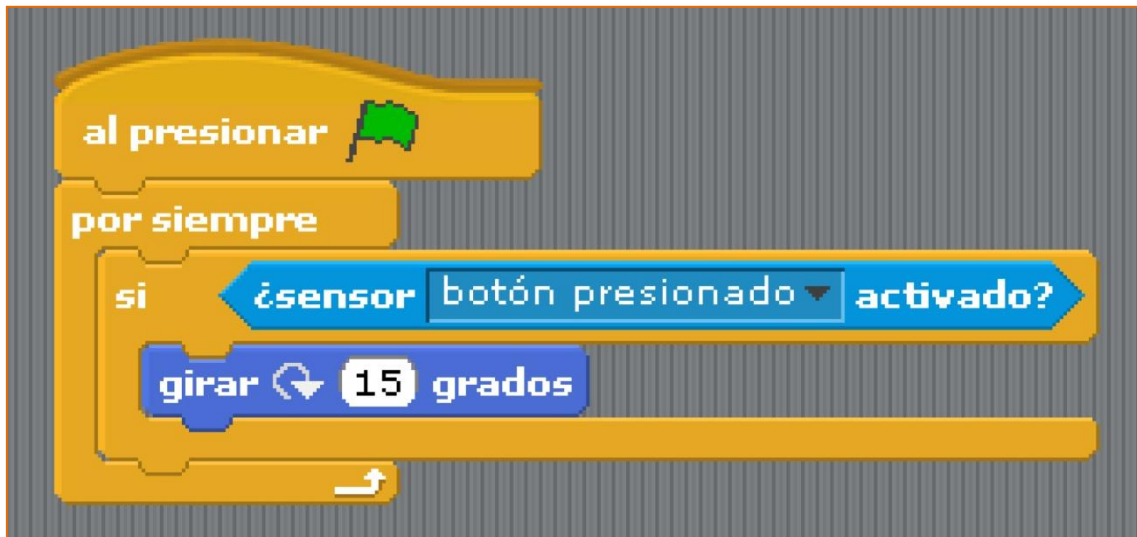 al presionar
por siempre
si ¿sensor botón presionado activado?
girar 15 grados